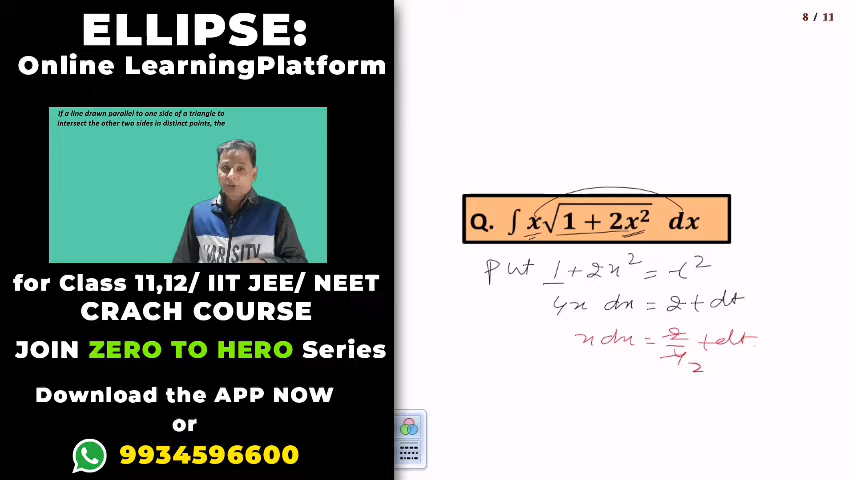 ELLIPSE:
Online LearningPlatform
If a line drawn parallel to one side of a triangle to
intersect the other two sides in distinct points, the
VARSITY
for Class 11,12/ IIT JEE/ NEET
CRACH COURSE
JOIN ZERO TO HERO Series
Download the APP NOW
or
9934596600
8 / 11
Q. ∫ x√1 + 2x² dx
Put 1 + 2x² = t²
4x dx = 2 t dt
x dx = 2/4 2 t dt.